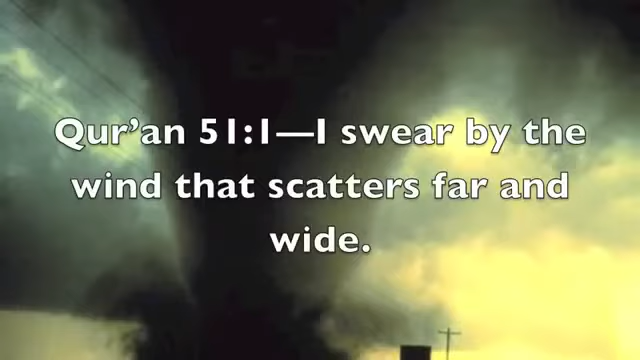 Qur’an 51:1—I swear by the
wind that scatters far and
wide.